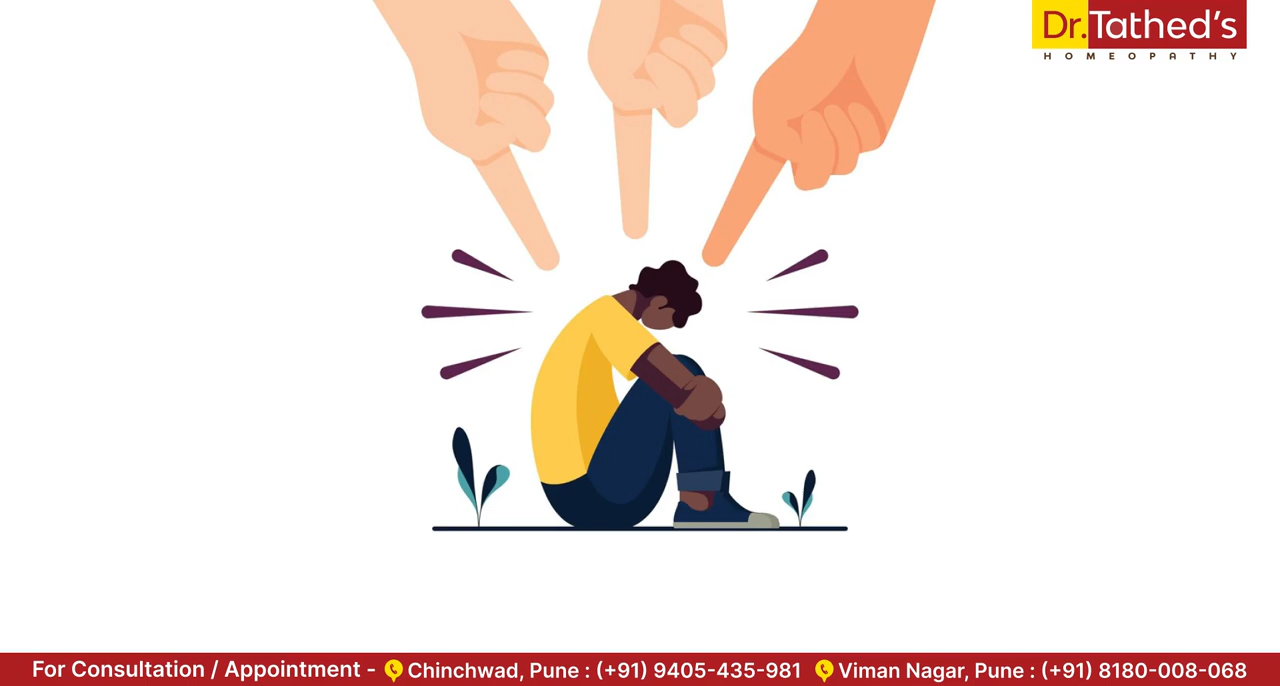 Dr.Tathed's
HOMEOPATHY
For Consultation / Appointment - Chinchwad, Pune : (+91) 9405-435-981 Viman Nagar, Pune : (+91) 8180-008-068